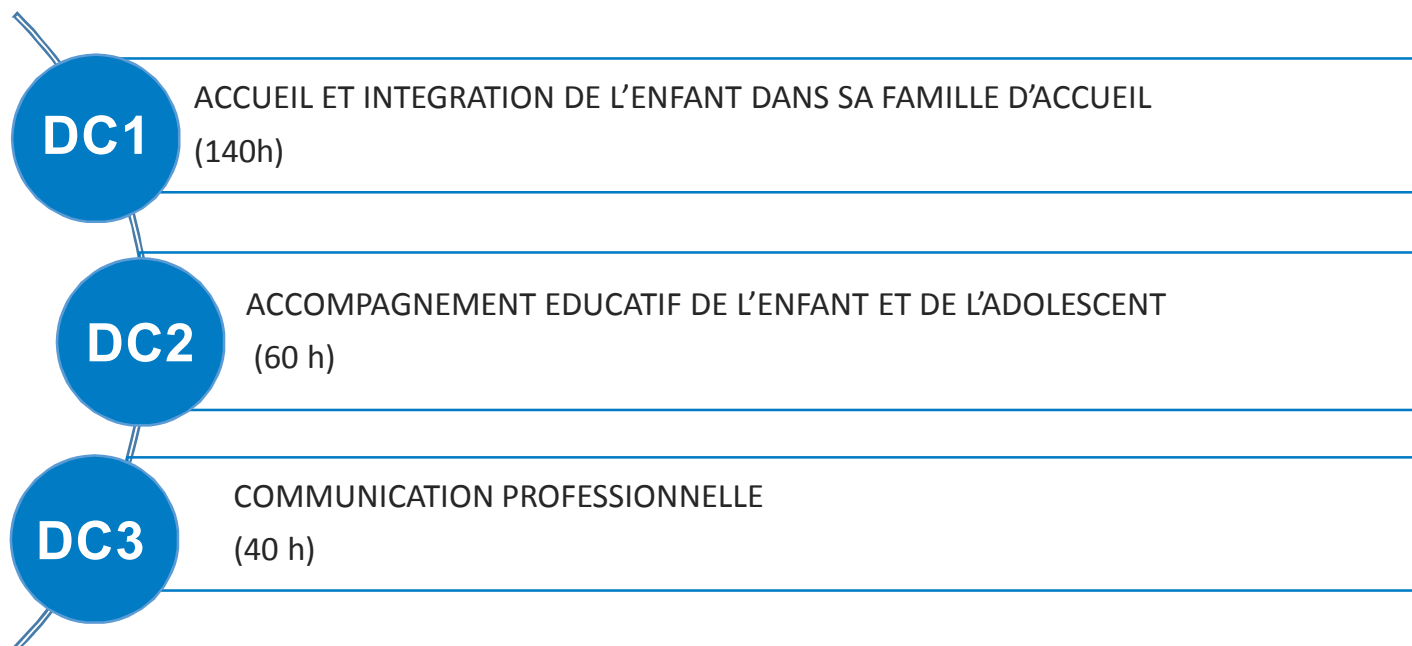 DC1
ACCUEIL ET INTEGRATION DE L’ENFANT DANS SA FAMILLE D’ACCUEIL
(140h)
DC2
ACCOMPAGNEMENT EDUCATIF DE L’ENFANT ET DE L’ADOLESCENT
(60 h)
DC3
COMMUNICATION PROFESSIONNELLE
(40 h)